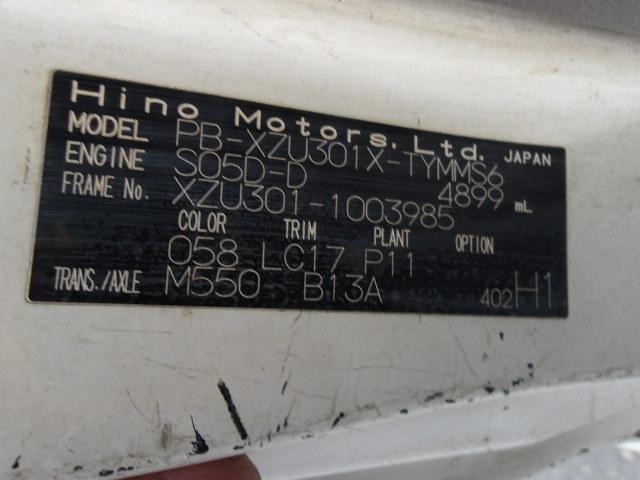 Hino Motors, Ltd. JAPAN
MODEL PB-XZU301X-TYMMS6
ENGINE S05D-D 4899 mL
FRAME No. XZU301-1003985
COLOR TRIM PLANT OPTION
058 LC17 P11
TRANS./AXLE M550 B13A 402 H1